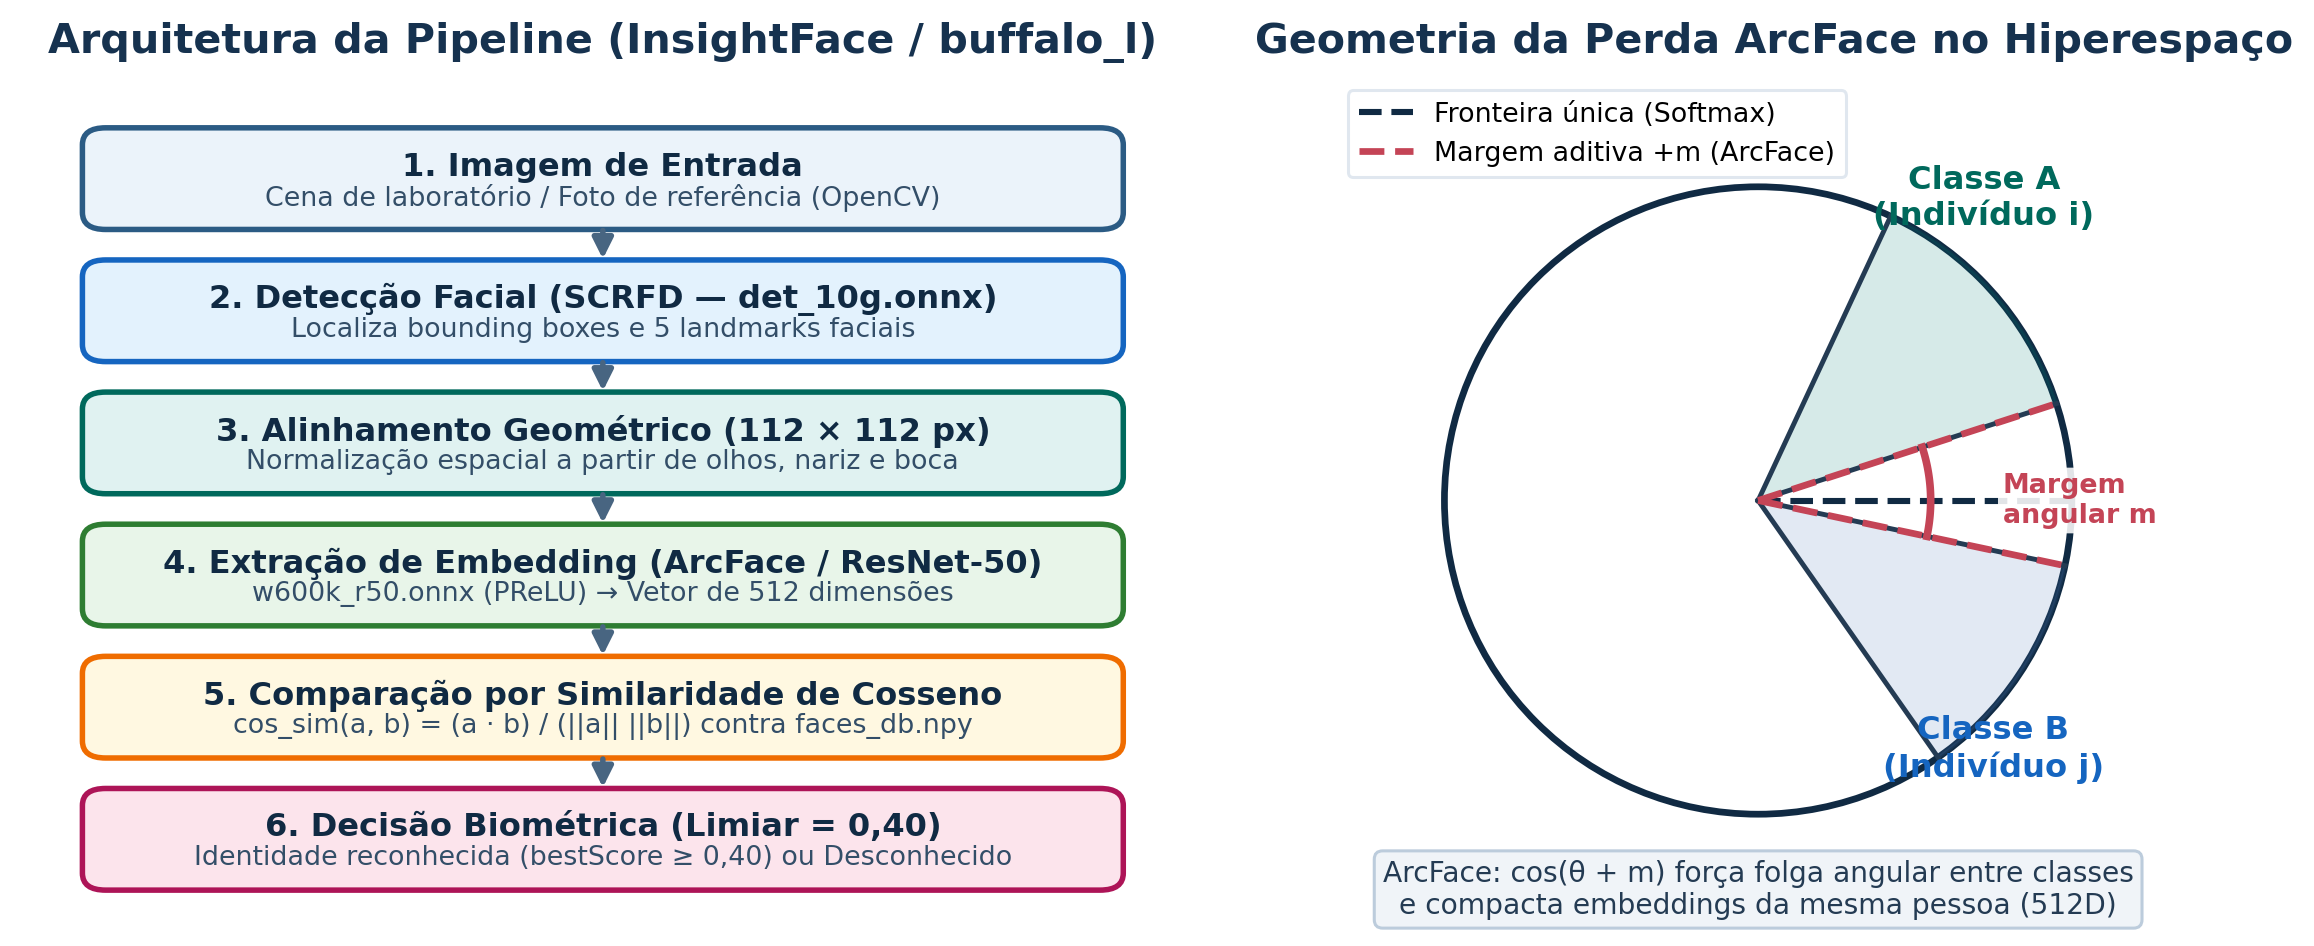 Arquitetura da Pipeline (InsightFace / buffalo_l)
1. Imagem de Entrada
Cena de laboratório / Foto de referência (OpenCV)
2. Detecção Facial (SCRFD — det_10g.onnx)
Localiza bounding boxes e 5 landmarks faciais
3. Alinhamento Geométrico (112 × 112 px)
Normalização espacial a partir de olhos, nariz e boca
4. Extração de Embedding (ArcFace / ResNet-50)
w600k_r50.onnx (PReLU) → Vetor de 512 dimensões
5. Comparação por Similaridade de Cosseno
cos_sim(a, b) = (a · b) / (||a|| ||b||) contra faces_db.npy
6. Decisão Biométrica (Limiar = 0,40)
Identidade reconhecida (bestScore ≥ 0,40) ou Desconhecido
Geometria da Perda ArcFace no Hiperespaço
Fronteira única (Softmax)
Margem aditiva +m (ArcFace)
Classe A
(Indivíduo i)
Margem
angular m
Classe B
(Indivíduo j)
ArcFace: cos(θ + m) força folga angular entre classes
e compacta embeddings da mesma pessoa (512D)